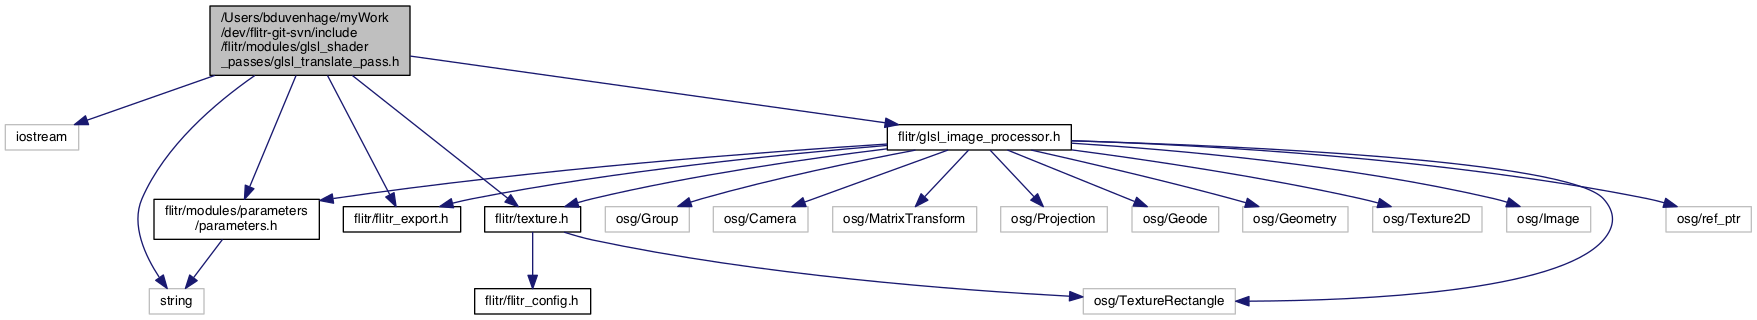 /Users/bduvenhage/myWork
/dev/flitr-git-svn/include
/flitr/modules/glsl_shader
_passes/glsl_translate_pass.h
iostream
flitr/glsl_image_processor.h
flitr/modules/parameters
/parameters.h
flitr/flitr_export.h
flitr/texture.h
osg/Group
osg/Camera
osg/MatrixTransform
osg/Projection
osg/Geode
osg/Geometry
osg/Texture2D
osg/Image
osg/ref_ptr
string
flitr/flitr_config.h
osg/TextureRectangle